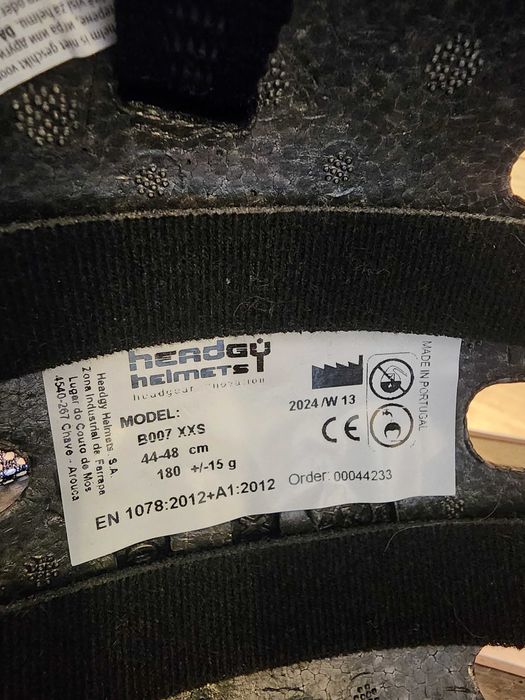 HEADGY
helmets
headgear innovation
MODEL:
B007 XXS
44-48 cm
180 +/-15 g
EN 1078:2012+A1:2012
2024/W 13
CE
Order: 00044233
MADE IN PORTUGAL
Headgy Helmets S.A.
Zona Industrial de Farrapa
Lugar do Couto de Mos
4540-267 Chave - Arouca